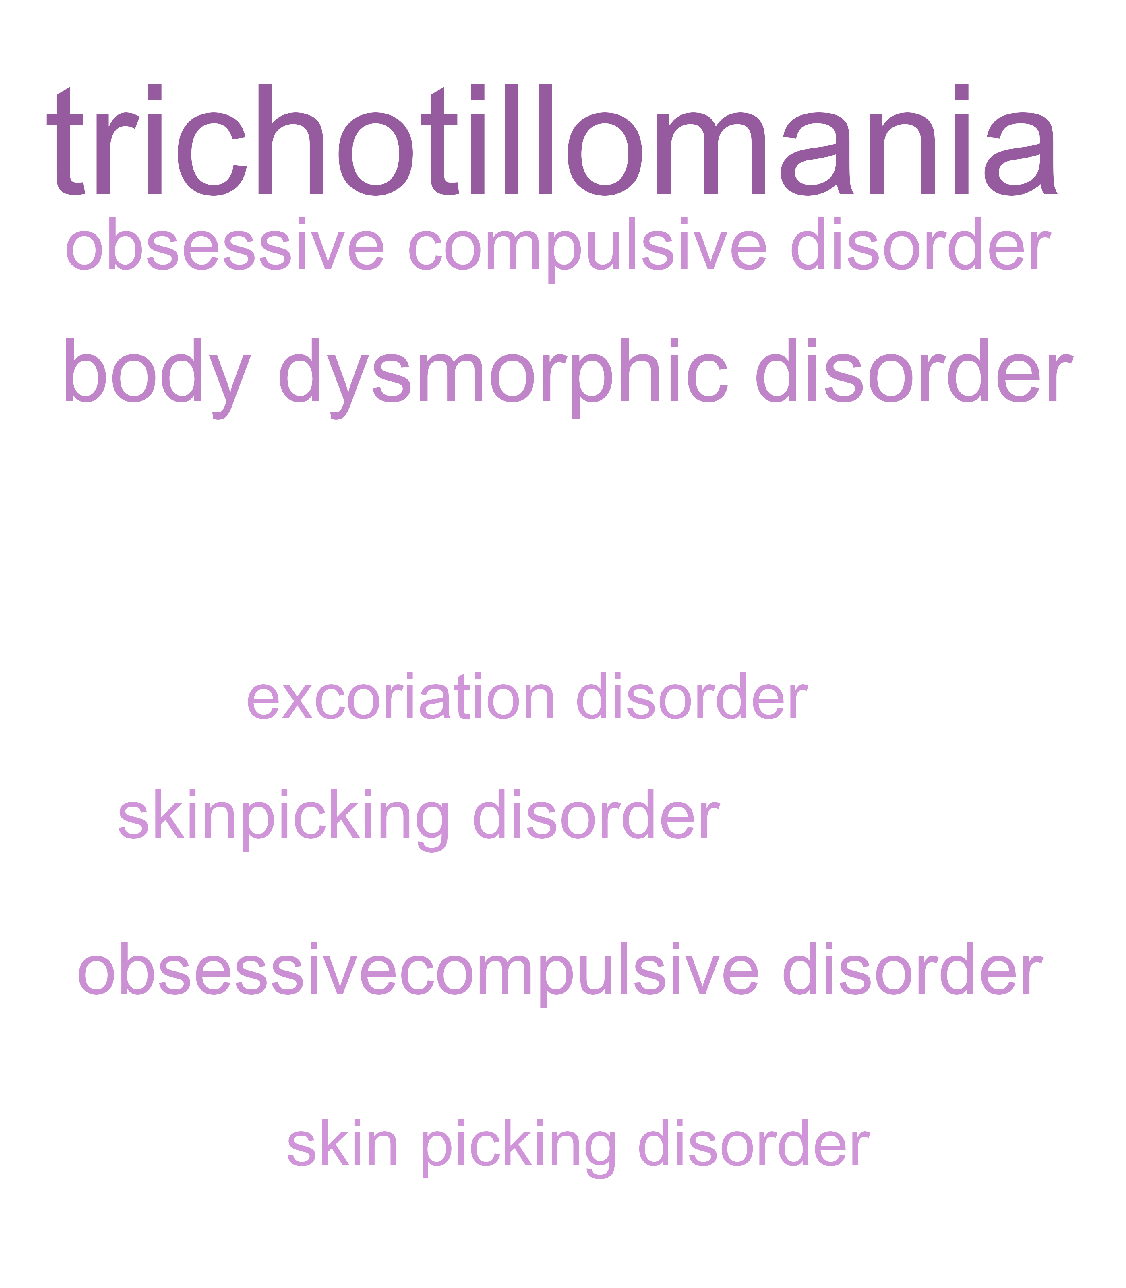 trichotillomania
obsessive compulsive disorder
body dysmorphic disorder
excoriation disorder
skinpicking disorder
obsessivecompulsive disorder
skin picking disorder